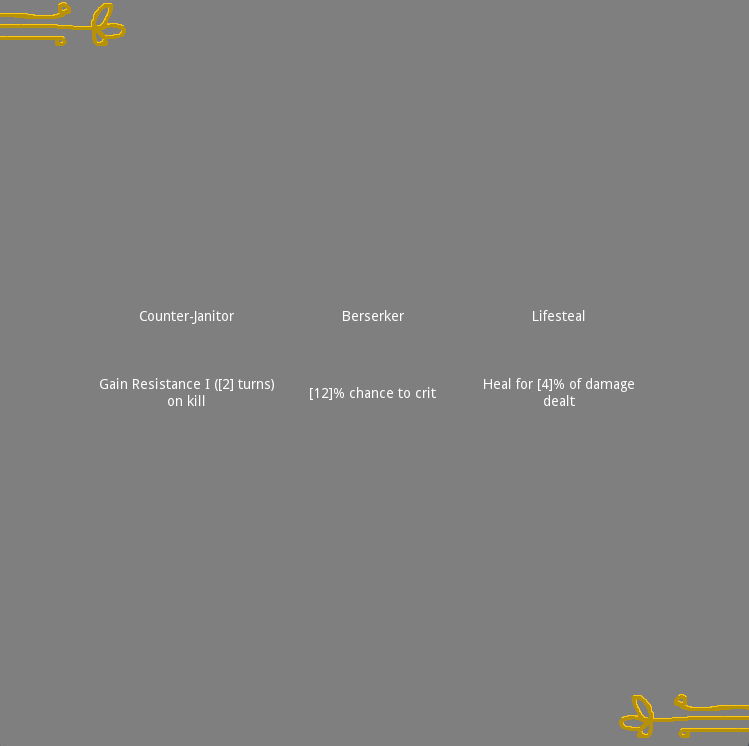 Counter-Janitor
Berserker
Lifesteal
Gain Resistance I ([2] turns)
on kill
[12]% chance to crit
Heal for [4]% of damage
dealt